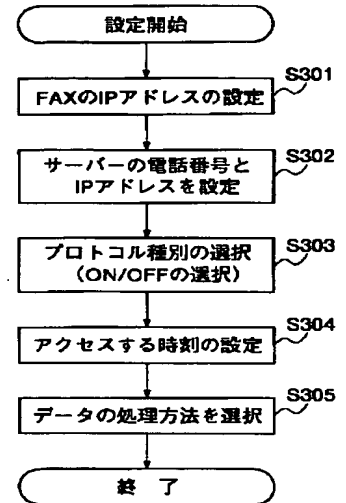 設定開始
S301
FAXのIPアドレスの設定
S302
サーバーの電話番号と
IPアドレスを設定
S303
プロトコル種別の選択
(ON/OFFの選択)
S304
アクセスする時刻の設定
S305
データの処理方法を選択
終 了